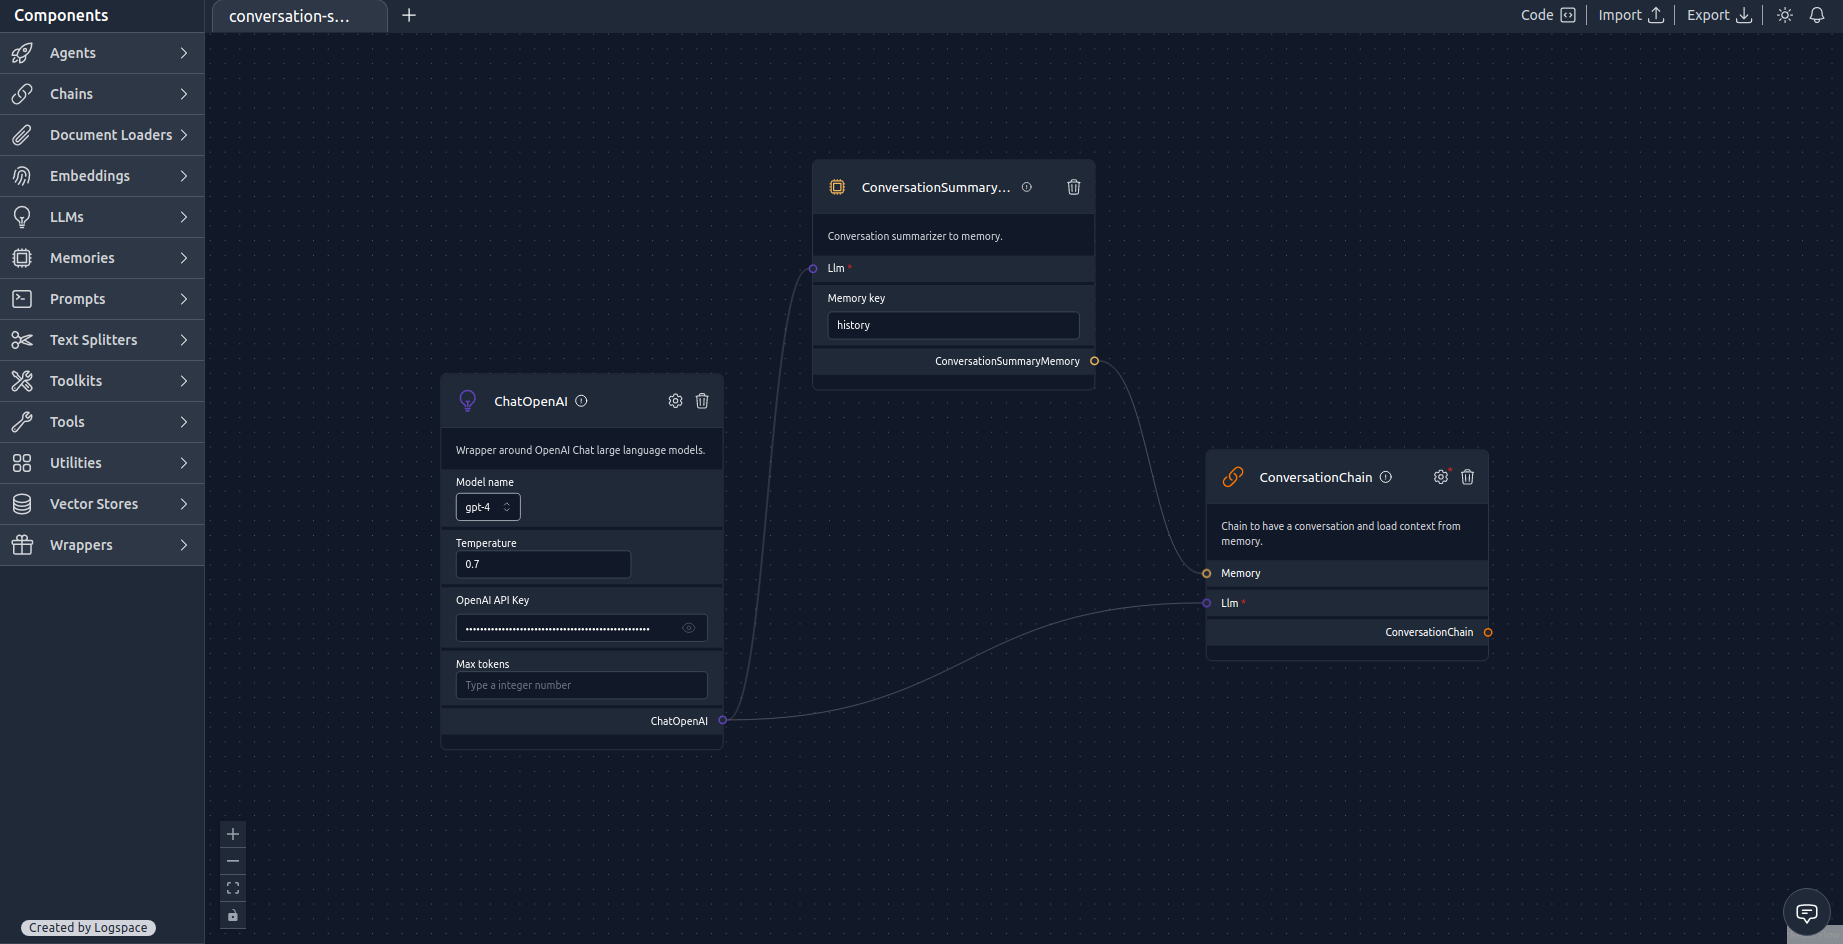 Components
conversation-s...
Code
Import
Export
Agents
Chains
Document Loaders
Embeddings
LLMs
Memories
Prompts
Text Splitters
Toolkits
Tools
Utilities
Vector Stores
Wrappers
Created by Logspace
ConversationSummary...
Conversation summarizer to memory.
Llm *
Memory key
history
ConversationSummaryMemory
ChatOpenAI
Wrapper around OpenAI Chat large language models.
Model name
gpt-4
Temperature
0.7
OpenAI API Key
Max tokens
Type a integer number
ChatOpenAI
ConversationChain
Chain to have a conversation and load context from
memory.
Memory
Llm *
ConversationChain